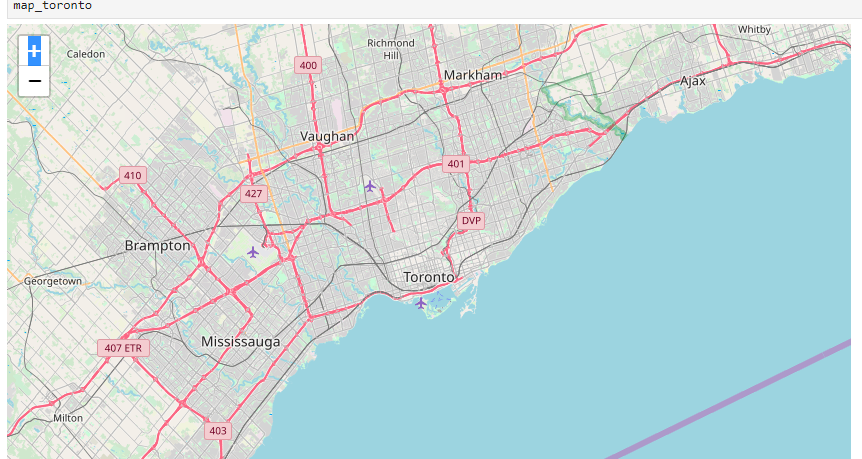 map_toronto
+
−
Caledon
Richmond
Hill
Whitby
400
Markham
Ajax
Vaughan
401
410
427
DVP
Brampton
Georgetown
Toronto
Mississauga
407 ETR
Milton
403